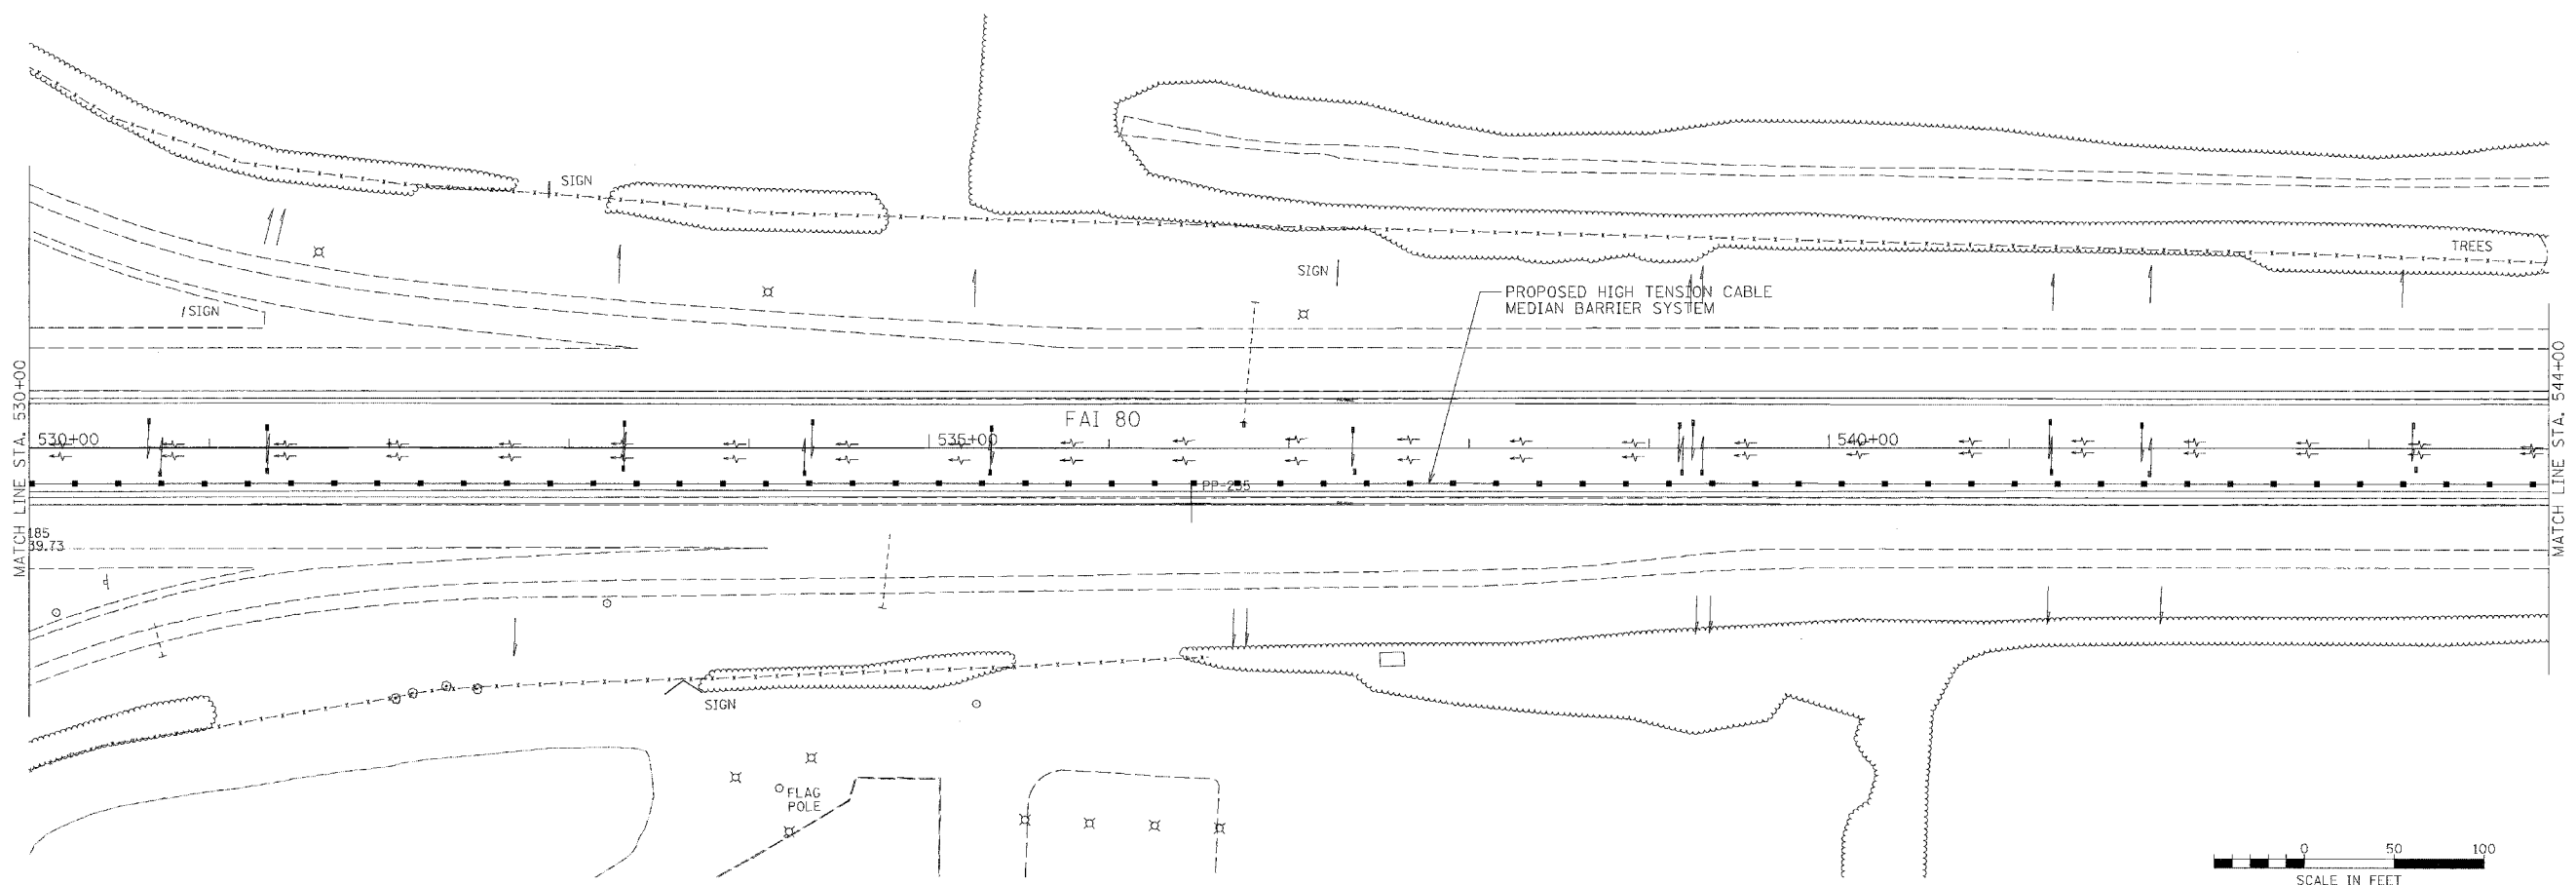 SIGN
TREES
SIGN
PROPOSED HIGH TENSION CABLE
MEDIAN BARRIER SYSTEM
SIGN
MATCH LINE STA. 530+00
MATCH LINE STA. 544+00
FAI 80
530+00
535+00
540+00
PP-235
185
39.73
SIGN
FLAG
POLE
0 50 100
SCALE IN FEET